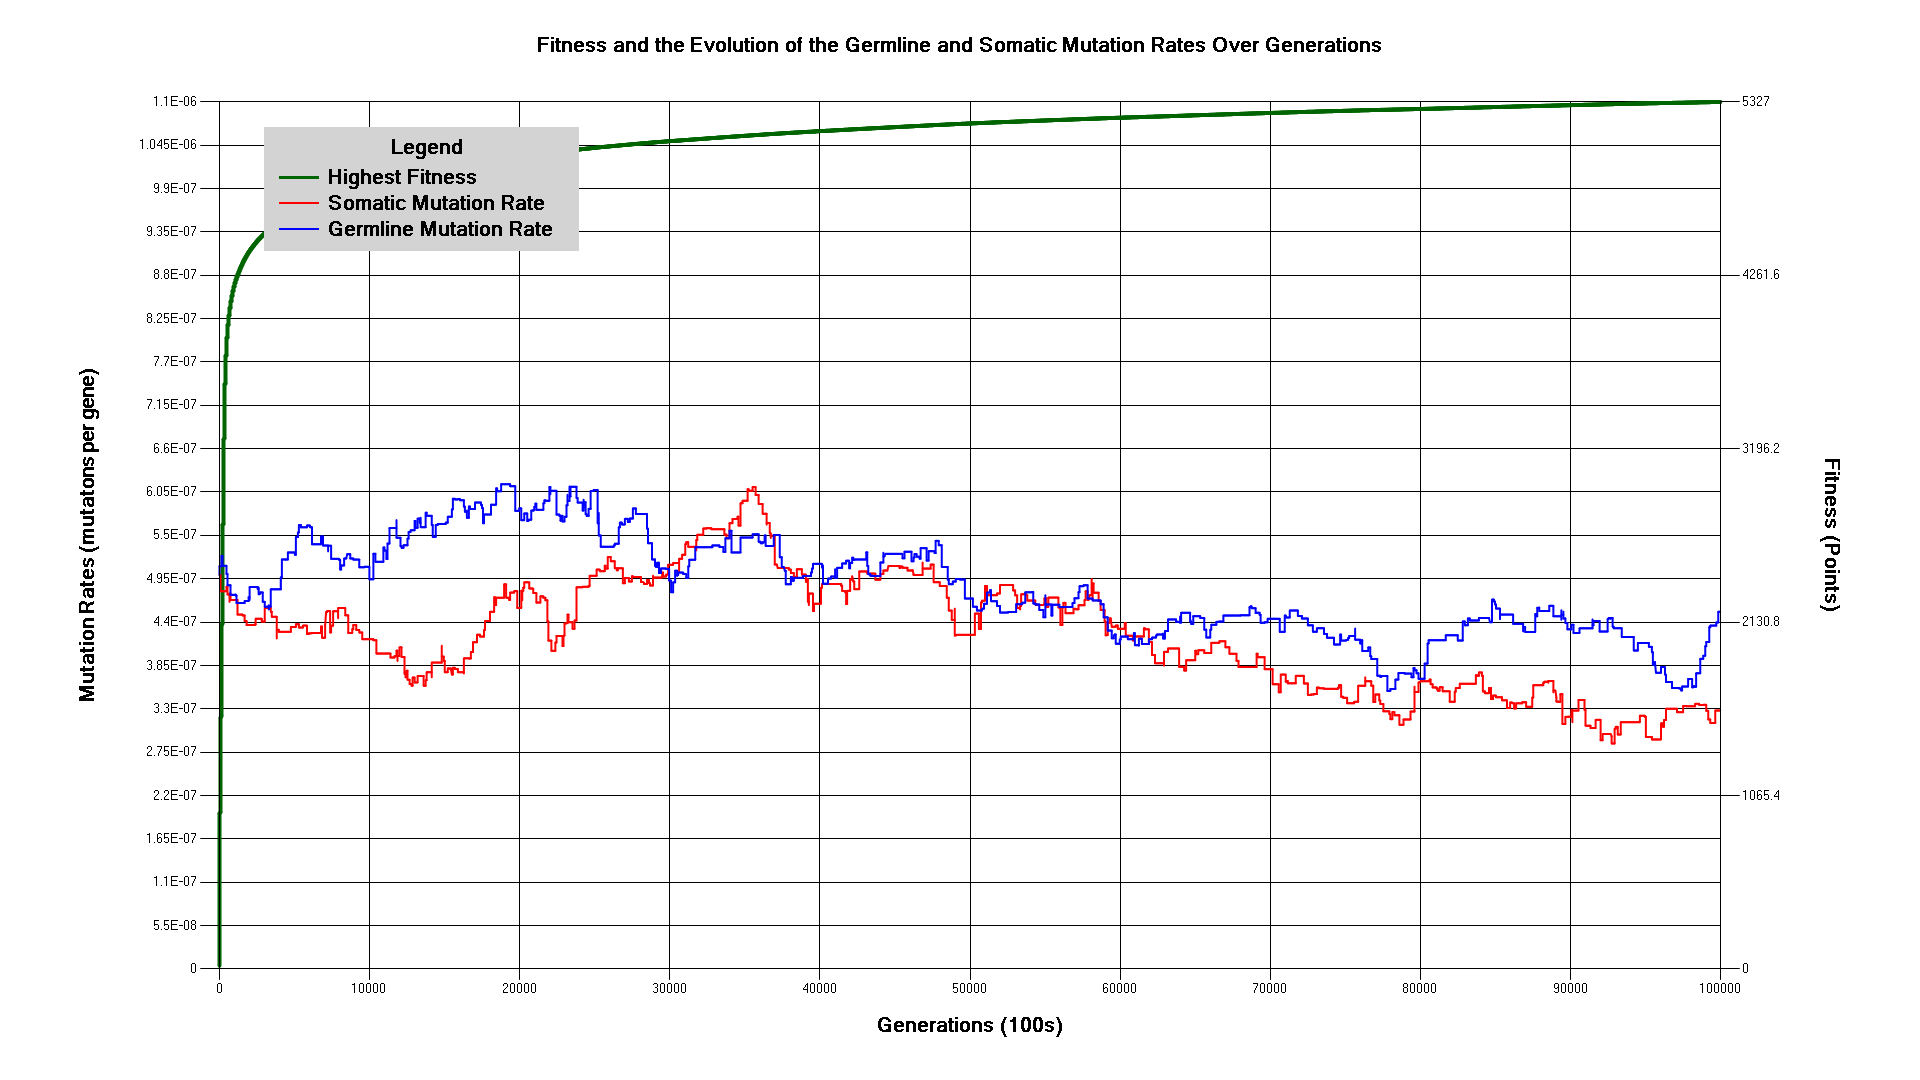 Fitness and the Evolution of the Germline and Somatic Mutation Rates Over Generations
Legend
Highest Fitness
Somatic Mutation Rate
Germline Mutation Rate
Mutation Rates (mutatons per gene)
1.1E-06
1.045E-06
9.9E-07
9.35E-07
8.8E-07
8.25E-07
7.7E-07
7.15E-07
6.6E-07
6.05E-07
5.5E-07
4.95E-07
4.4E-07
3.85E-07
3.3E-07
2.75E-07
2.2E-07
1.65E-07
1.1E-07
5.5E-08
0
5327
4261.6
3196.2
2130.8
1065.4
0
Fitness (Points)
0 10000 20000 30000 40000 50000 60000 70000 80000 90000 100000
Generations (100s)